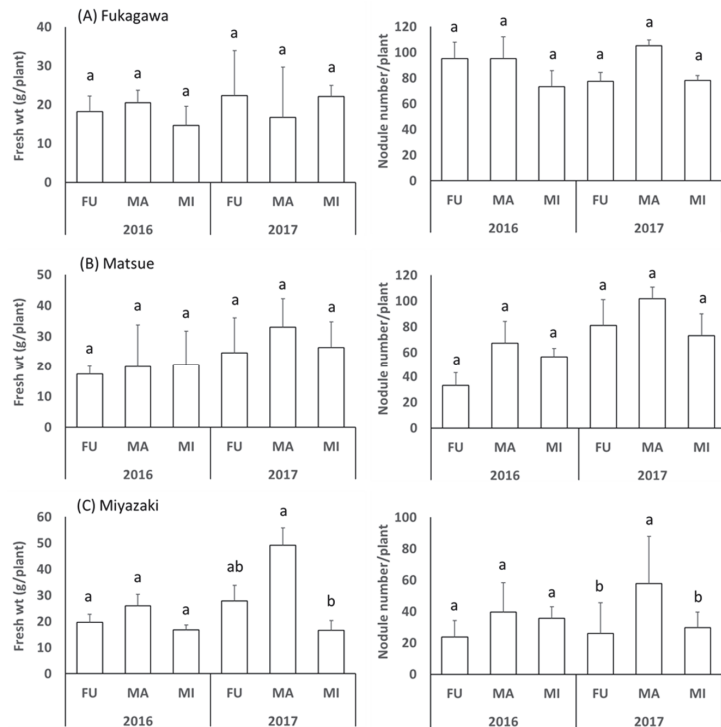 (A) Fukagawa
Fresh wt (g/plant)
40
30
20
10
0
a a a a a a
FU MA MI FU MA MI
2016 2017
Nodule number/plant
120
100
80
60
40
20
0
a a a a a a
FU MA MI FU MA MI
2016 2017
(B) Matsue
Fresh wt (g/plant)
50
40
30
20
10
0
a a a a a a
FU MA MI FU MA MI
2016 2017
Nodule number/plant
120
100
80
60
40
20
0
a a a a a a
FU MA MI FU MA MI
2016 2017
(C) Miyazaki
Fresh wt (g/plant)
60
50
40
30
20
10
0
a a a ab a b
FU MA MI FU MA MI
2016 2017
Nodule number/plant
100
80
60
40
20
0
a a a b a b
FU MA MI FU MA MI
2016 2017